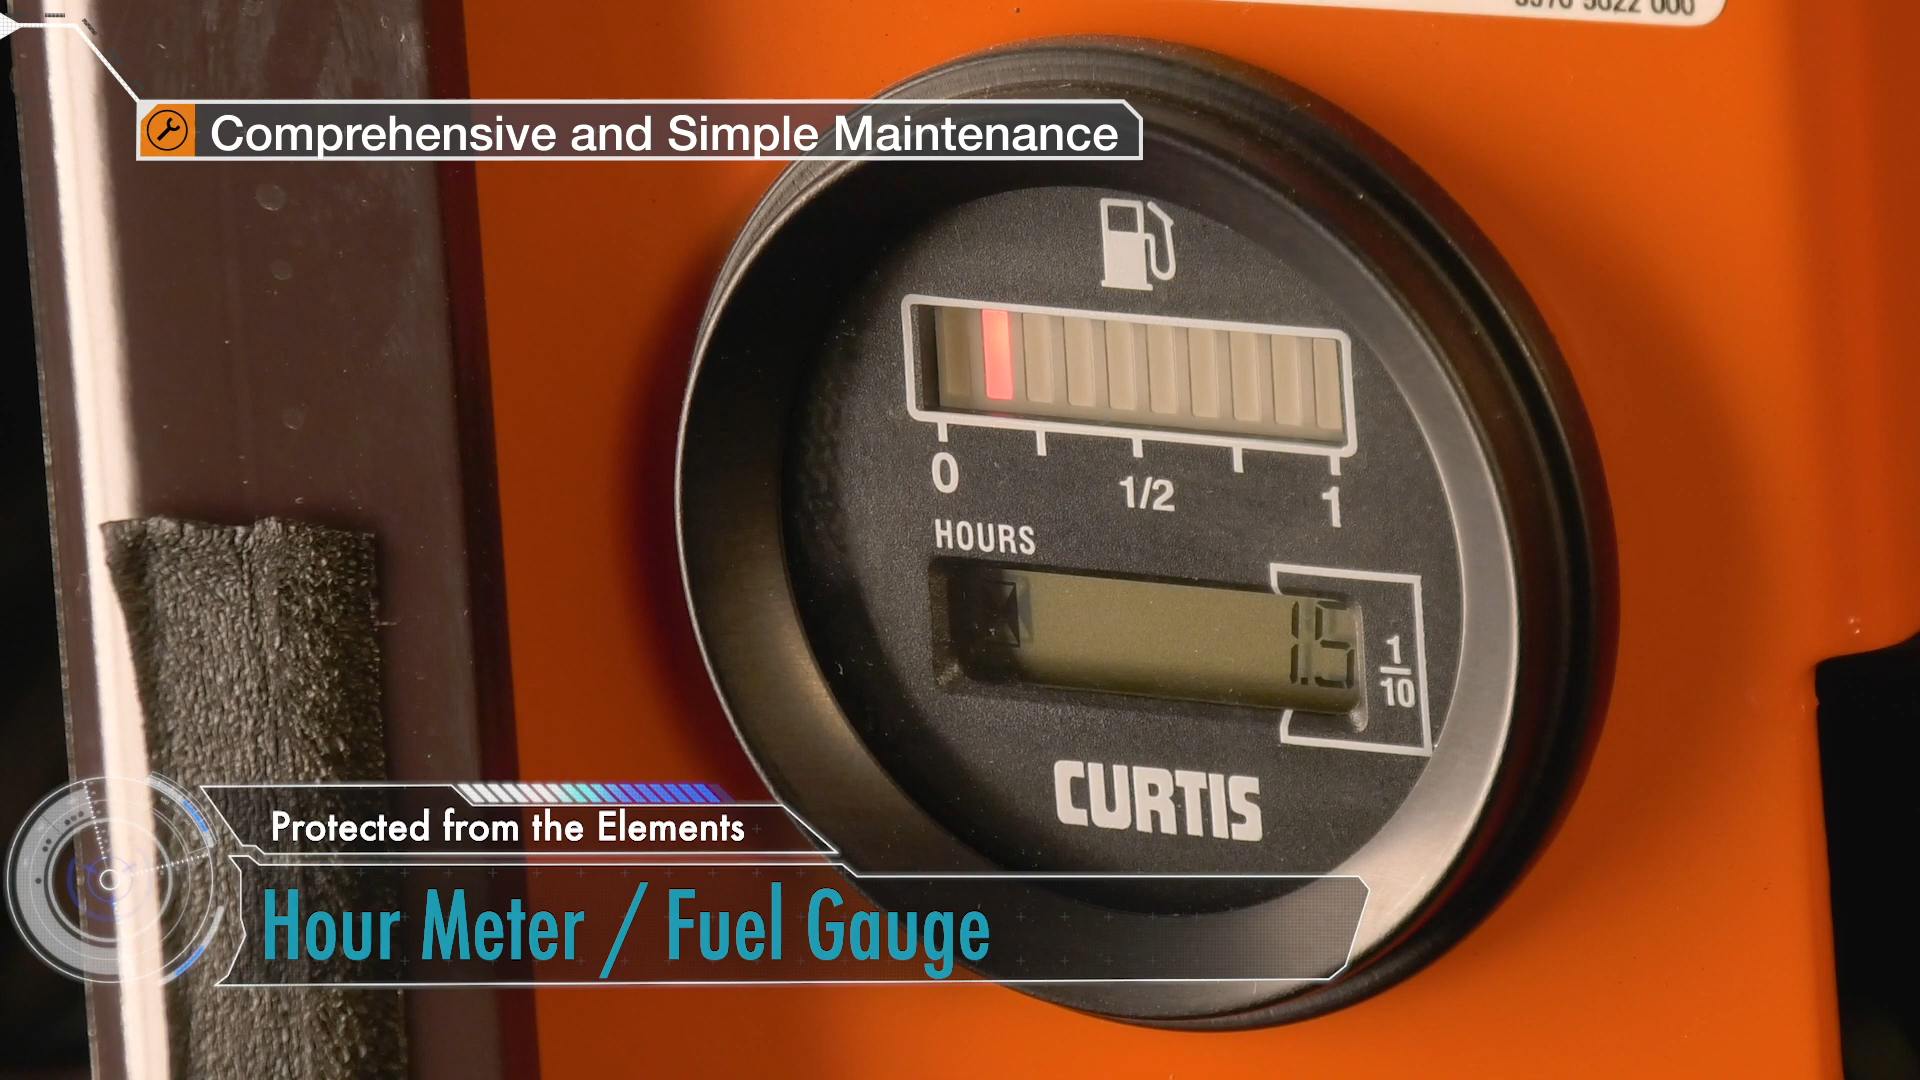 Comprehensive and Simple Maintenance
0
1/2
1
HOURS
1.5
1
10
CURTIS
Protected from the Elements
Hour Meter / Fuel Gauge